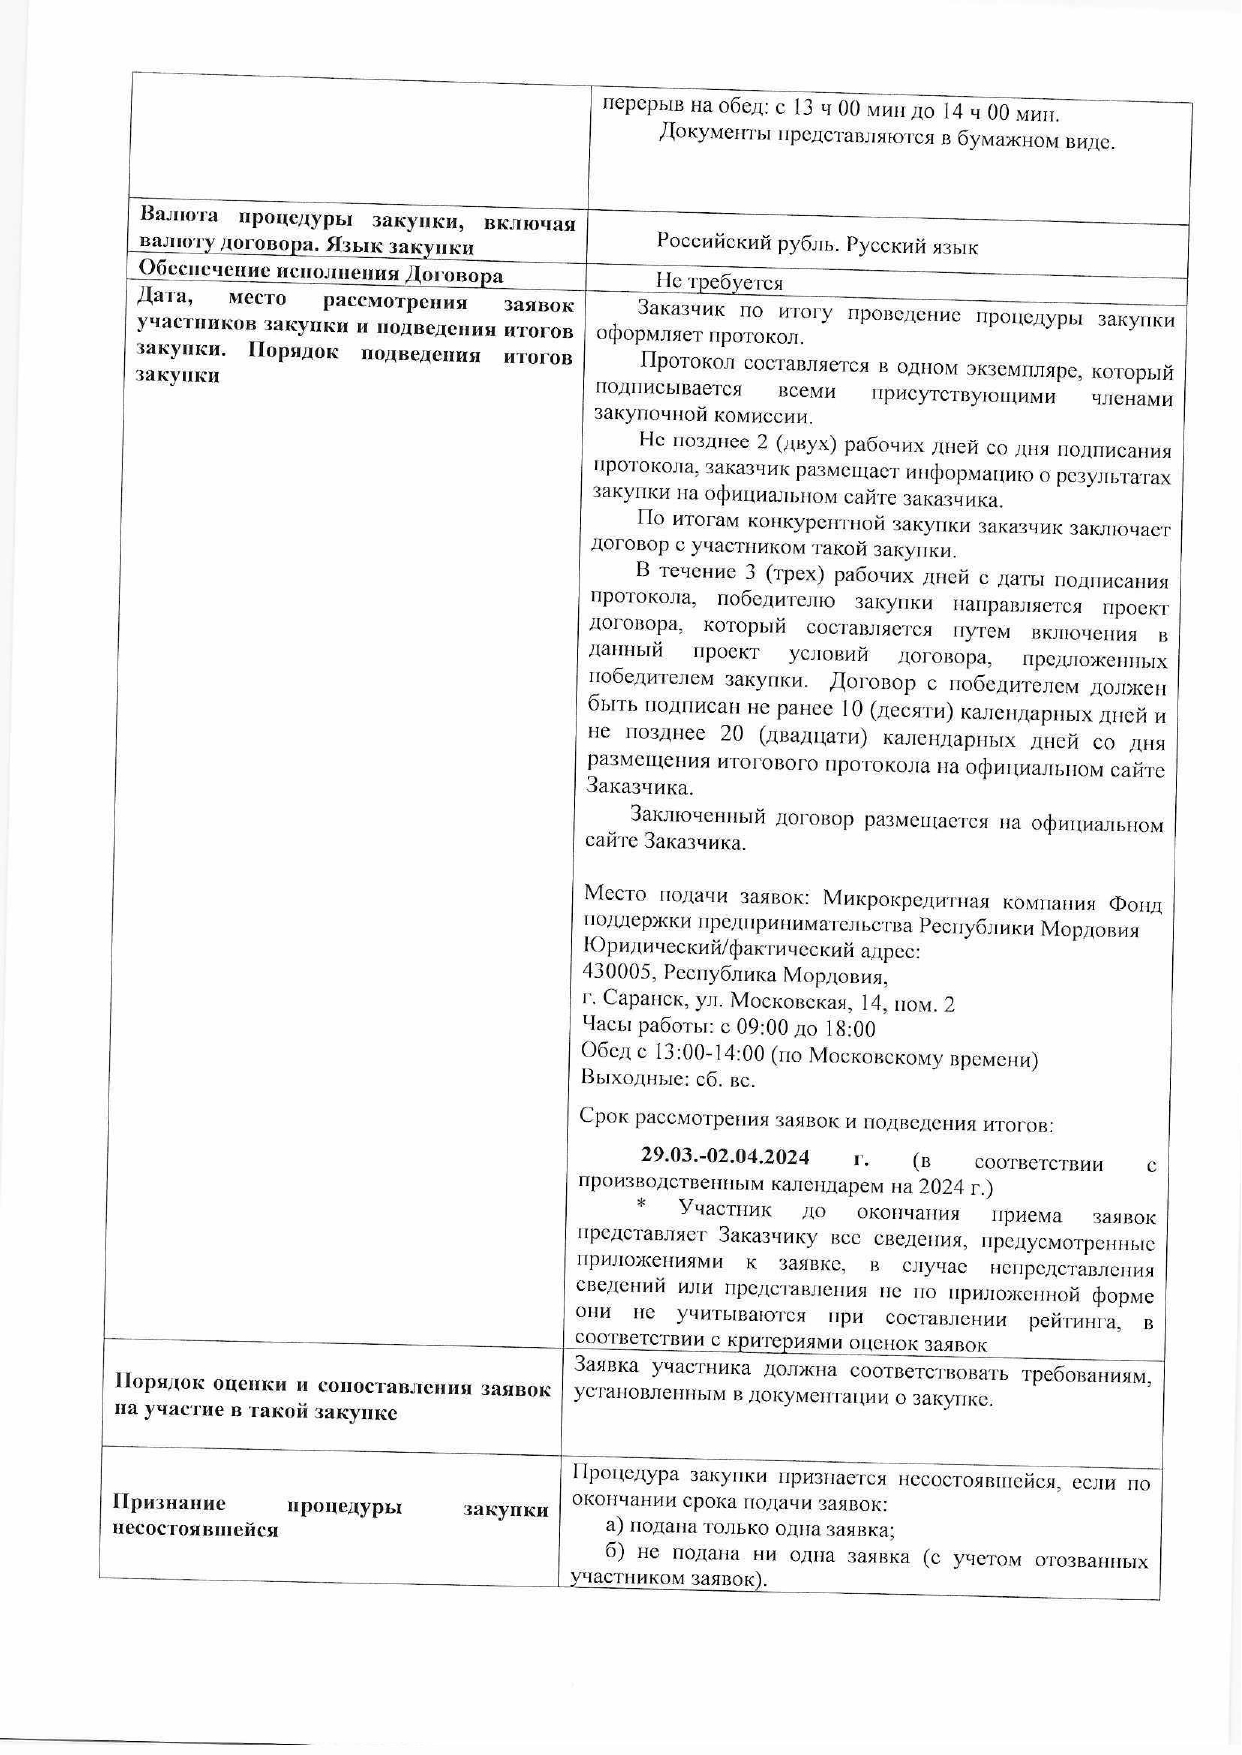 перерыв на обед: с 13 ч 00 мин до 14 ч 00 мин.
Документы представляются в бумажном виде.
Валюта процедуры закупки, включая
валюту договора. Язык закупки
Российский рубль. Русский язык
Обеспечение исполнения Договора
Не требуется
Дата, место рассмотрения заявок
участников закупки и подведения итогов
закупки. Порядок подведения итогов
закупки
Заказчик по итогу проведение процедуры закупки
оформляет протокол.
Протокол составляется в одном экземпляре, который
подписывается всеми присутствующими членами
закупочной комиссии.
Не позднее 2 (двух) рабочих дней со дня подписания
протокола, заказчик размещает информацию о результатах
закупки на официальном сайте заказчика.
По итогам конкурентной закупки заказчик заключает
договор с участником такой закупки.
В течение 3 (трех) рабочих дней с даты подписания
протокола, победителю закупки направляется проект
договора, который составляется путем включения в
данный проект условий договора, предложенных
победителем закупки. Договор с победителем должен
быть подписан не ранее 10 (десяти) календарных дней и
не позднее 20 (двадцати) календарных дней со дня
размещения итогового протокола на официальном сайте
Заказчика.
Заключенный договор размещается на официальном
сайте Заказчика.
Место подачи заявок: Микрокредитная компания Фонд
поддержки предпринимательства Республики Мордовия
Юридический/фактический адрес:
430005, Республика Мордовия,
г. Саранск, ул. Московская, 14, пом. 2
Часы работы: с 09:00 до 18:00
Обед с 13:00-14:00 (по Московскому времени)
Выходные: сб. вс.
Срок рассмотрения заявок и подведения итогов:
29.03.-02.04.2024 г. (в соответствии с
производственным календарем на 2024 г.)
* Участник до окончания приема заявок
представляет Заказчику все сведения, предусмотренные
приложениями к заявке, в случае непредставления
сведений или представления не по приложенной форме
они не учитываются при составлении рейтинга, в
соответствии с критериями оценок заявок
Порядок оценки и сопоставления заявок
на участие в такой закупке
Заявка участника должна соответствовать требованиям,
установленным в документации о закупке.
Признание процедуры закупки
несостоявшейся
Процедура закупки признается несостоявшейся, если по
окончании срока подачи заявок:
а) подана только одна заявка;
б) не подана ни одна заявка (с учетом отозванных
участником заявок).